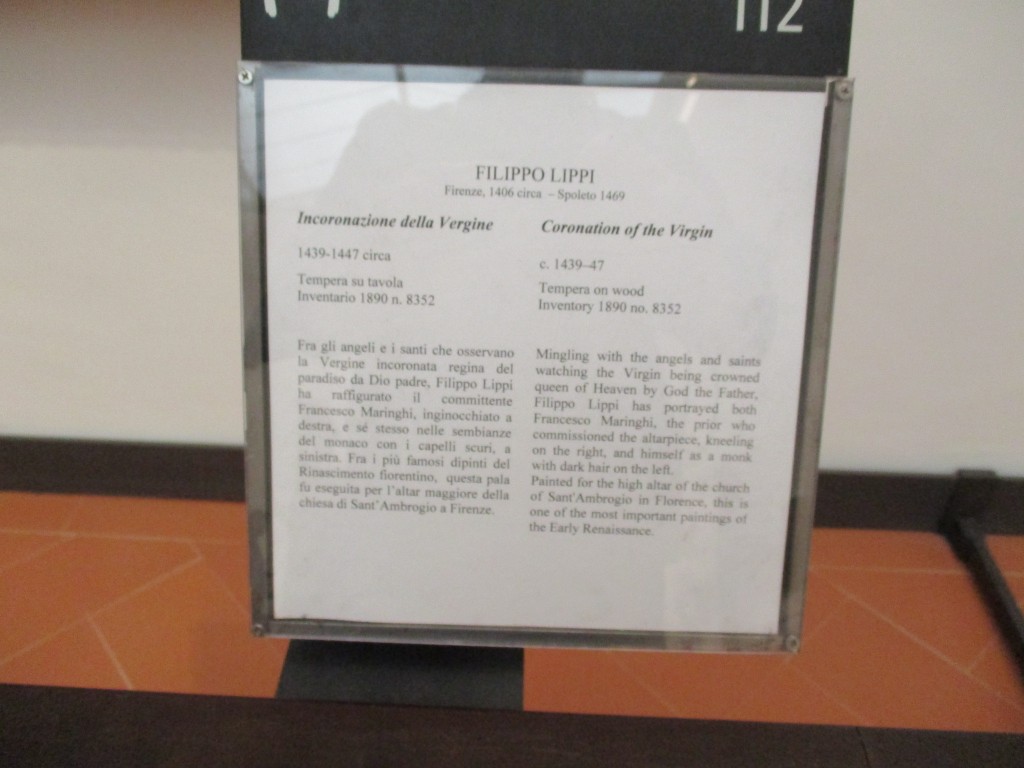 112
FILIPPO LIPPI
Firenze, 1406 circa – Spoleto 1469
Incoronazione della Vergine
1439-1447 circa
Tempera su tavola
Inventario 1890 n. 8352
Fra gli angeli e i santi che osservano
la Vergine incoronata regina del
paradiso da Dio padre, Filippo Lippi
ha raffigurato il committente
Francesco Maringhi, inginocchiato a
destra, e sé stesso nelle sembianze
del monaco con i capelli scuri, a
sinistra. Fra i più famosi dipinti del
Rinascimento fiorentino, questa pala
fu eseguita per l'altar maggiore della
chiesa di Sant'Ambrogio a Firenze.
Coronation of the Virgin
c. 1439–47
Tempera on wood
Inventory 1890 no. 8352
Mingling with the angels and saints
watching the Virgin being crowned
queen of Heaven by God the Father,
Filippo Lippi has portrayed both
Francesco Maringhi, the prior who
commissioned the altarpiece, kneeling
on the right, and himself as a monk
with dark hair on the left.
Painted for the high altar of the church
of Sant'Ambrogio in Florence, this is
one of the most important paintings of
the Early Renaissance.